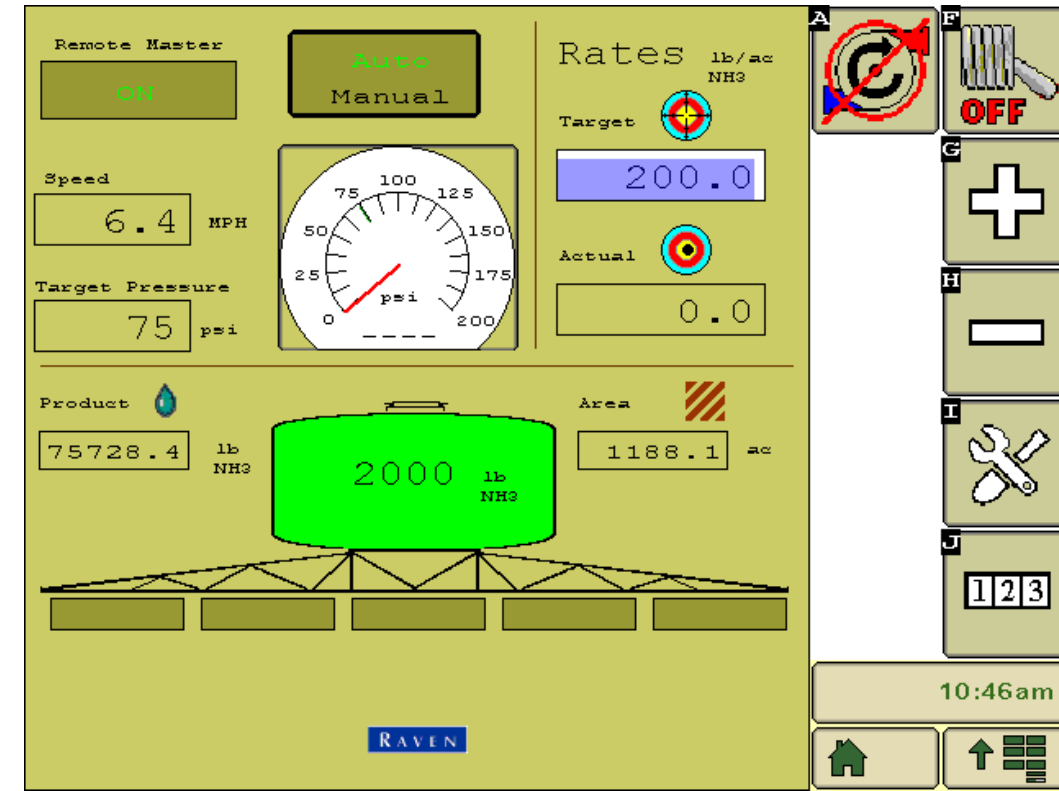 Remote Master
ON
Auto
Manual
Rates lb/ac
NH3
Target
200.0
Actual
0.0
Speed
6.4 MPH
Target Pressure
75 psi
0
25
50
75
100
125
150
175
200
psi
----
Product
75728.4 lb
NH3
2000 lb
NH3
Area
1188.1 ac
RAVEN
A
F
OFF
G
H
I
J
123
10:46am